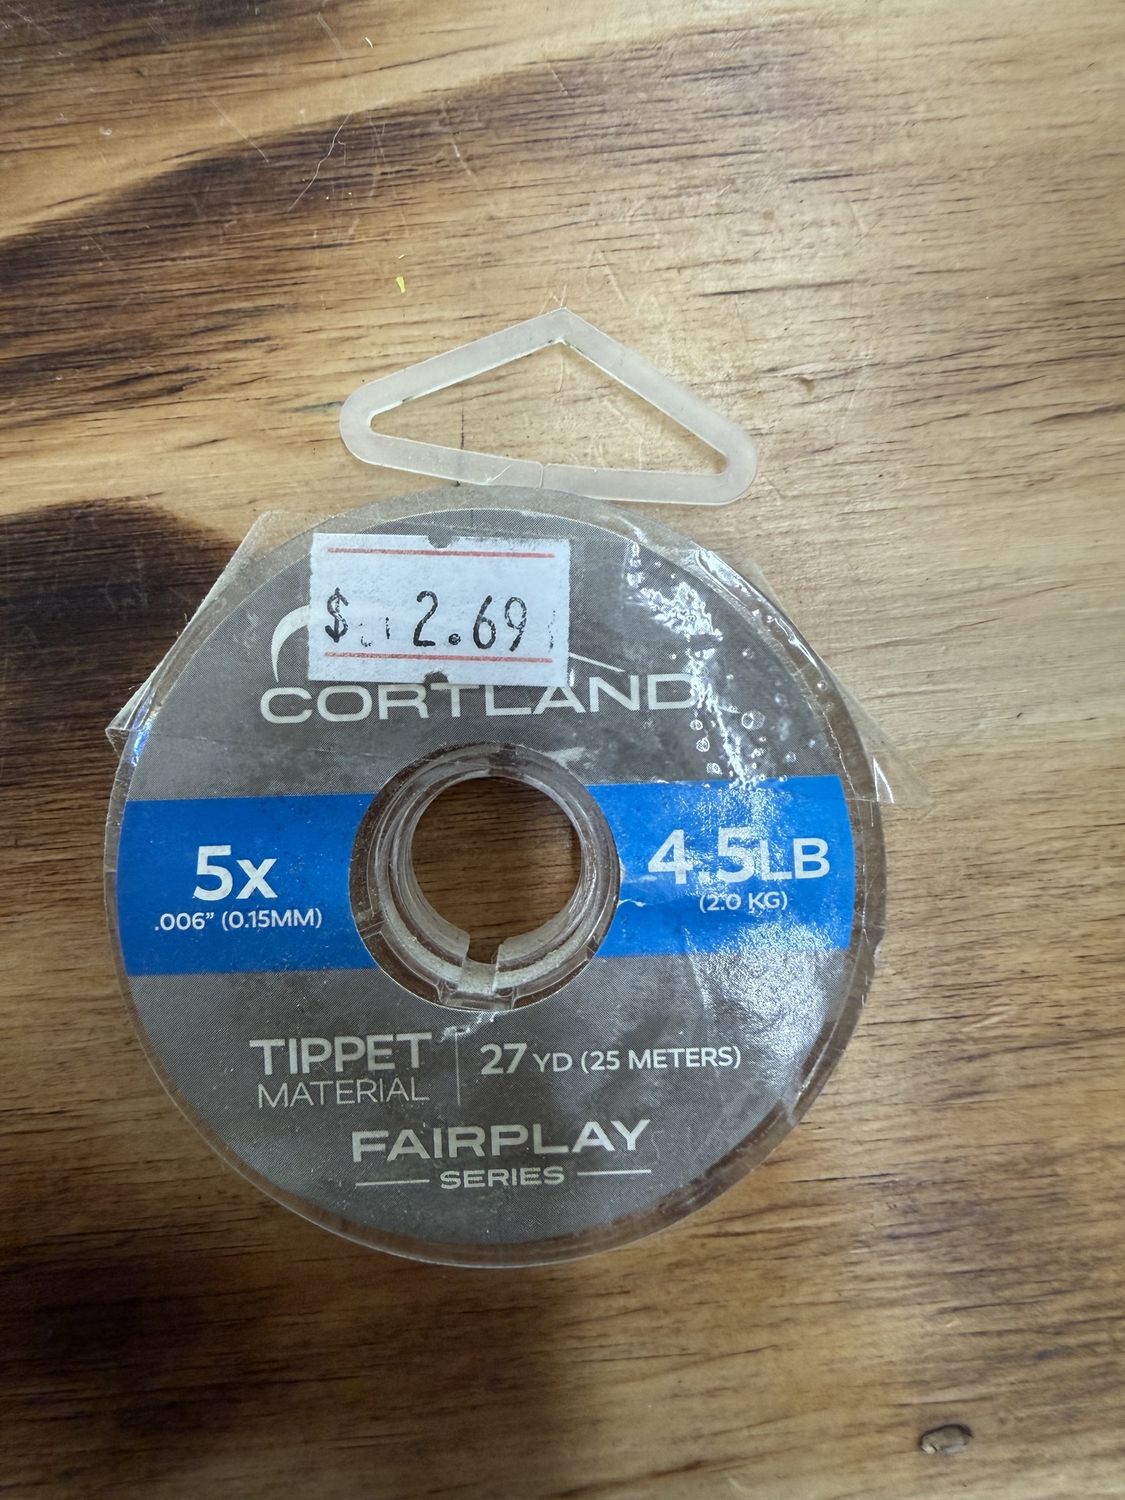 $ 2.69
CORTLAND
5X
.006" (0.15MM)
4.5LB
(2.0 KG)
TIPPET
MATERIAL
27 YD (25 METERS)
FAIRPLAY
SERIES